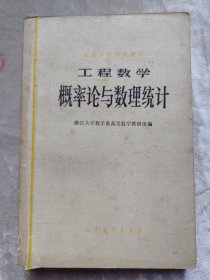 高等学校试用教材
工程数学
概率论与数理统计
浙江大学数学系高等数学教研组编